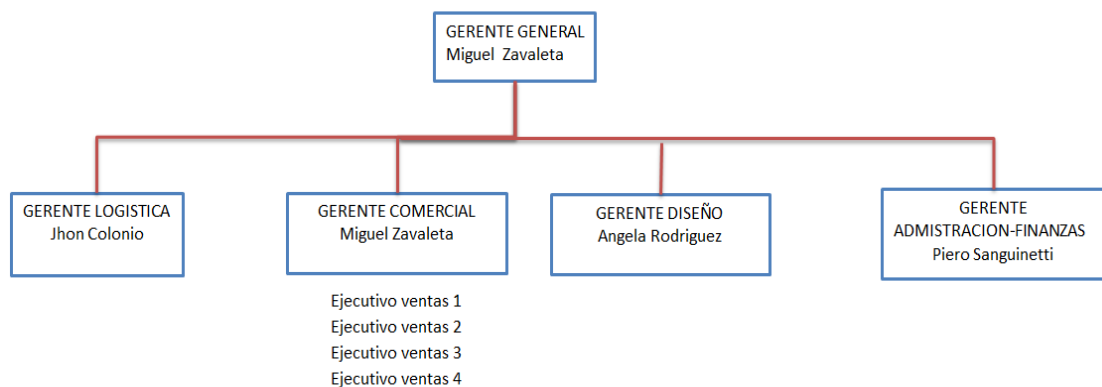 GERENTE GENERAL
Miguel Zavaleta
GERENTE LOGISTICA
Jhon Colonio
GERENTE COMERCIAL
Miguel Zavaleta
GERENTE DISEÑO
Angela Rodriguez
GERENTE
ADMISTRACION-FINANZAS
Piero Sanguinetti
Ejecutivo ventas 1
Ejecutivo ventas 2
Ejecutivo ventas 3
Ejecutivo ventas 4